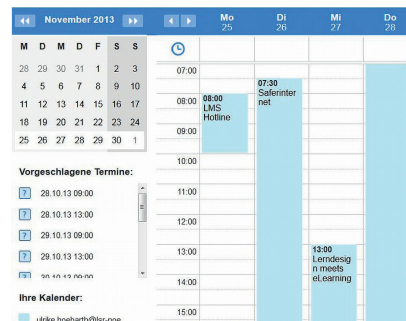 November 2013
M D M D F S S
28 29 30 31 1 2 3
4 5 6 7 8 9 10
11 12 13 14 15 16 17
18 19 20 21 22 23 24
25 26 27 28 29 30 1
Vorgeschlagene Termine:
? 28.10.13 09:00
? 28.10.13 13:00
? 29.10.13 09:00
? 29.10.13 13:00
? 30.10.13 09:00
Ihre Kalender:
Mo Di Mi Do
25 26 27 28
07:00
07:30
Saferinter
net
08:00
08:00
LMS
Hotline
09:00
10:00
11:00
12:00
13:00
13:00
Lerndesig
n meets
eLearning
14:00
15:00